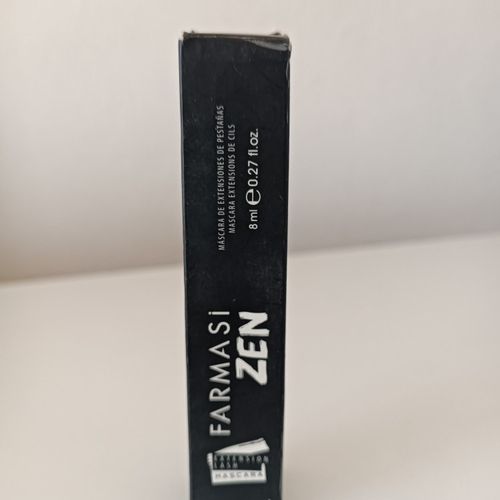 FARMASi
ZEN
EXTENSION
LASH
MASCARA
MÁSCARA DE EXTENSIONES DE PESTAÑAS
MASCARA EXTENSIONS DE CILS
8 ml ℮ 0.27 fl.oz.